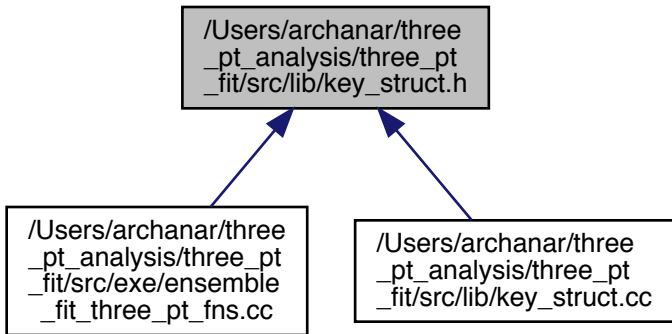 /Users/archanar/three
_pt_analysis/three_pt
_fit/src/lib/key_struct.h
/Users/archanar/three
_pt_analysis/three_pt
_fit/src/exe/ensemble
_fit_three_pt_fns.cc
/Users/archanar/three
_pt_analysis/three_pt
_fit/src/lib/key_struct.cc